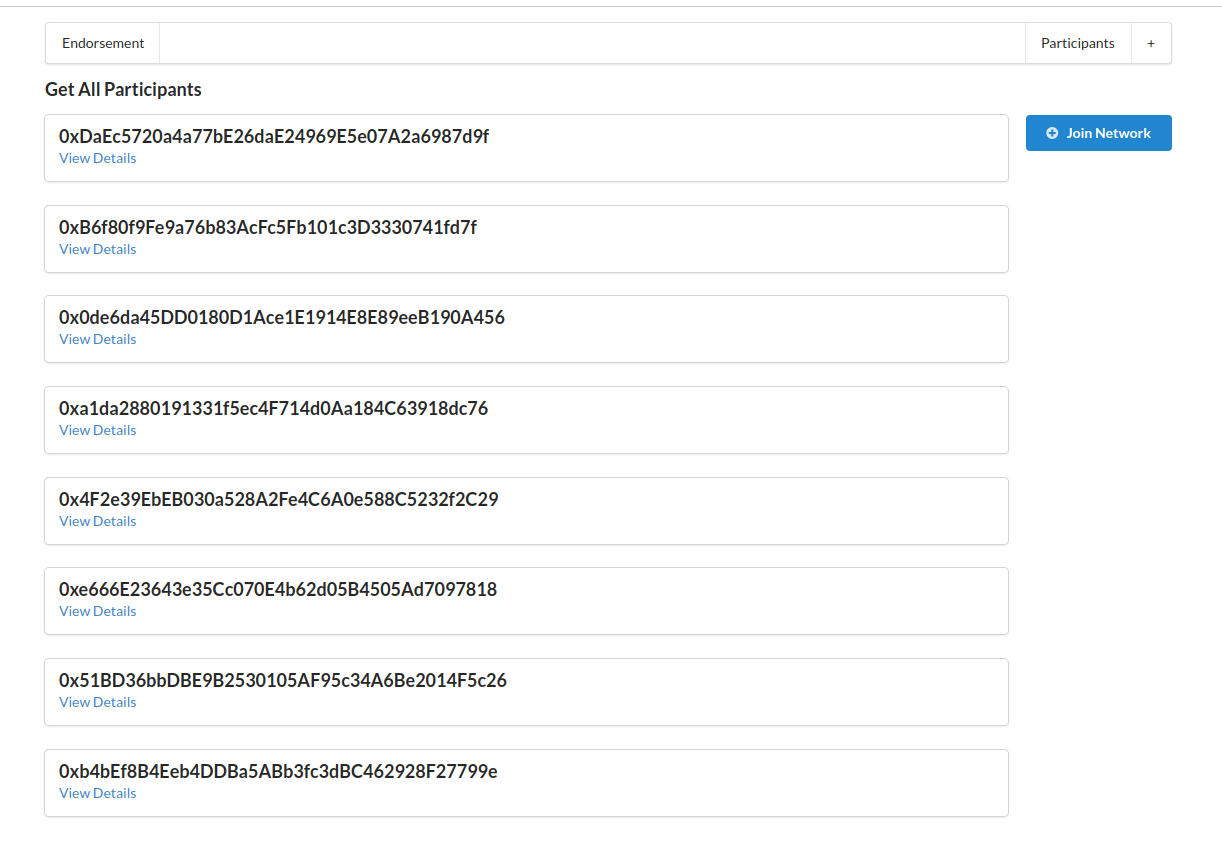 Endorsement
Participants
+
Get All Participants
0xDaEc5720a4a77bE26daE24969E5e07A2a6987d9f
View Details
Join Network
0xB6f80f9Fe9a76b83AcFc5Fb101c3D3330741fd7f
View Details
0x0de6da45DD0180D1Ace1E1914E8E89eeB190A456
View Details
0xa1da2880191331f5ec4F714d0Aa184C63918dc76
View Details
0x4F2e39EbEB030a528A2Fe4C6A0e588C5232f2C29
View Details
0xe666E23643e35Cc070E4b62d05B4505Ad7097818
View Details
0x51BD36bbDBE9B2530105AF95c34A6Be2014F5c26
View Details
0xb4bEf8B4Eeb4DDBa5ABb3fc3dBC462928F27799e
View Details